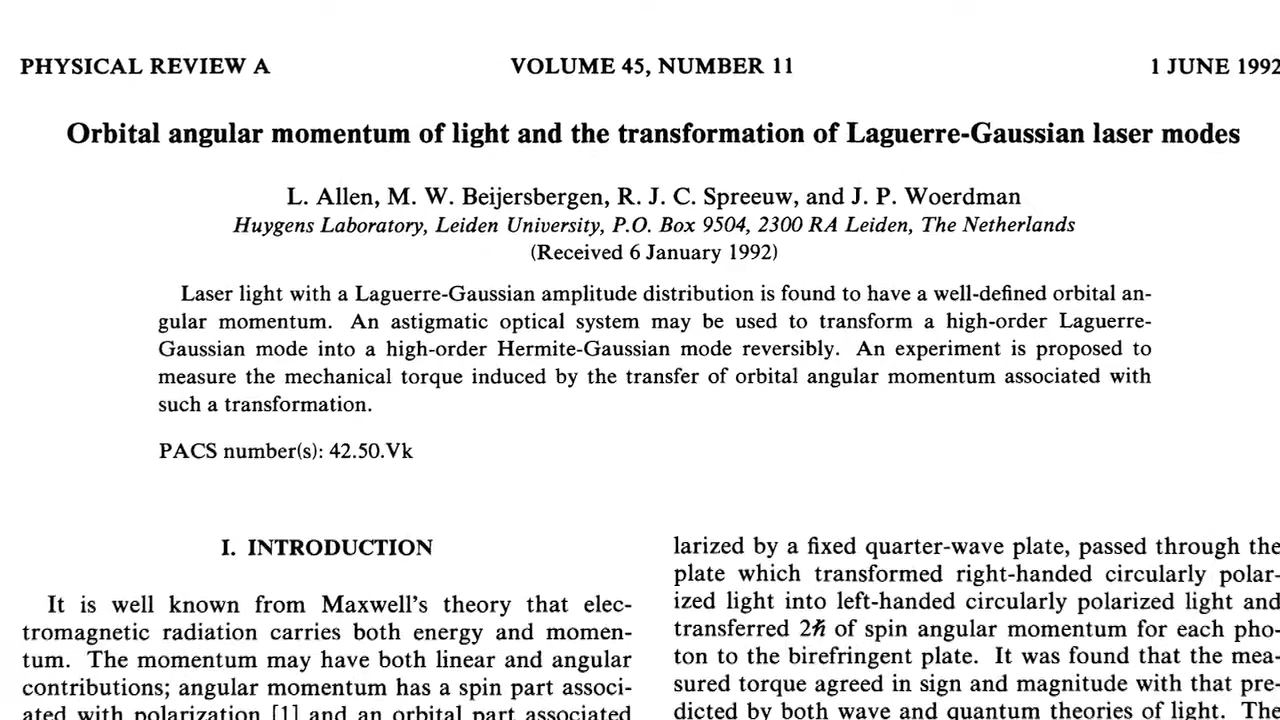 PHYSICAL REVIEW A VOLUME 45, NUMBER 11 1 JUNE 1992
Orbital angular momentum of light and the transformation of Laguerre-Gaussian laser modes
L. Allen, M. W. Beijersbergen, R. J. C. Spreeuw, and J. P. Woerdman
Huygens Laboratory, Leiden University, P.O. Box 9504, 2300 RA Leiden, The Netherlands
(Received 6 January 1992)
Laser light with a Laguerre-Gaussian amplitude distribution is found to have a well-defined orbital an-
gular momentum. An astigmatic optical system may be used to transform a high-order Laguerre-
Gaussian mode into a high-order Hermite-Gaussian mode reversibly. An experiment is proposed to
measure the mechanical torque induced by the transfer of orbital angular momentum associated with
such a transformation.
PACS number(s): 42.50.Vk
I. INTRODUCTION
It is well known from Maxwell's theory that elec-
tromagnetic radiation carries both energy and momen-
tum. The momentum may have both linear and angular
contributions; angular momentum has a spin part associ-
ated with polarization [1] and an orbital part associated
larized by a fixed quarter-wave plate, passed through the
plate which transformed right-handed circularly polar-
ized light into left-handed circularly polarized light and
transferred 2ℏ of spin angular momentum for each pho-
ton to the birefringent plate. It was found that the mea-
sured torque agreed in sign and magnitude with that pre-
dicted by both wave and quantum theories of light. The